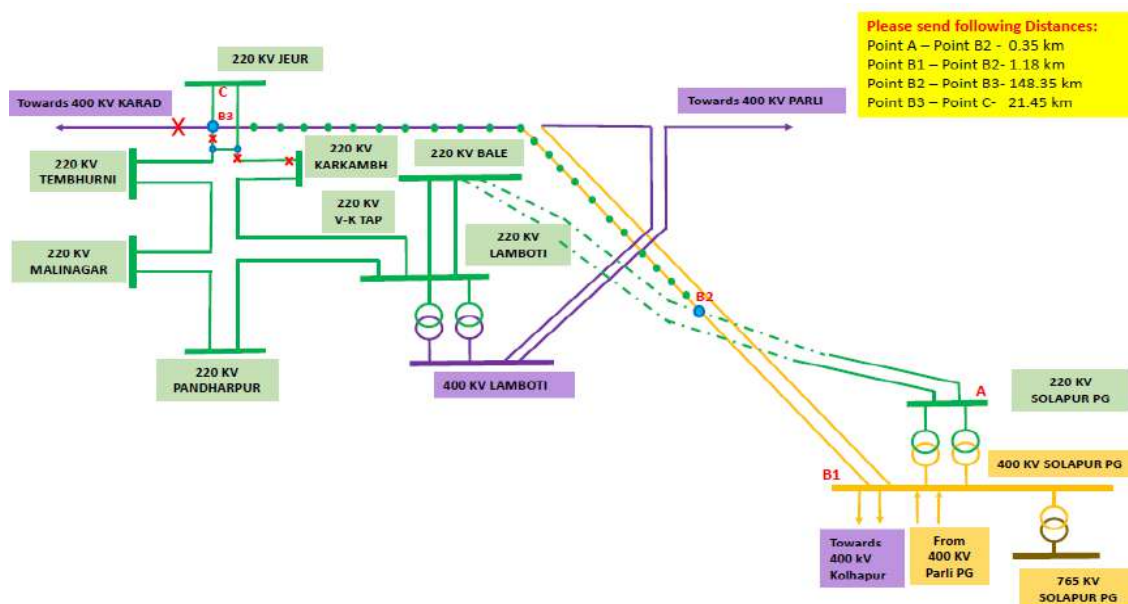 Please send following Distances:
Point A – Point B2 - 0.35 km
Point B1 – Point B2- 1.18 km
Point B2 – Point B3- 148.35 km
Point B3 – Point C- 21.45 km
220 KV JEUR
C
Towards 400 KV KARAD
B3
Towards 400 KV PARLI
220 KV
TEMBHURNI
220 KV
KARKAMBH
220 KV BALE
220 KV
V-K TAP
220 KV
LAMBOTI
220 KV
MALINAGAR
B2
220 KV
PANDHARPUR
400 KV LAMBOTI
A
220 KV
SOLAPUR PG
400 KV SOLAPUR PG
B1
Towards
400 kV
Kolhapur
From
400 KV
Parli PG
765 KV
SOLAPUR PG